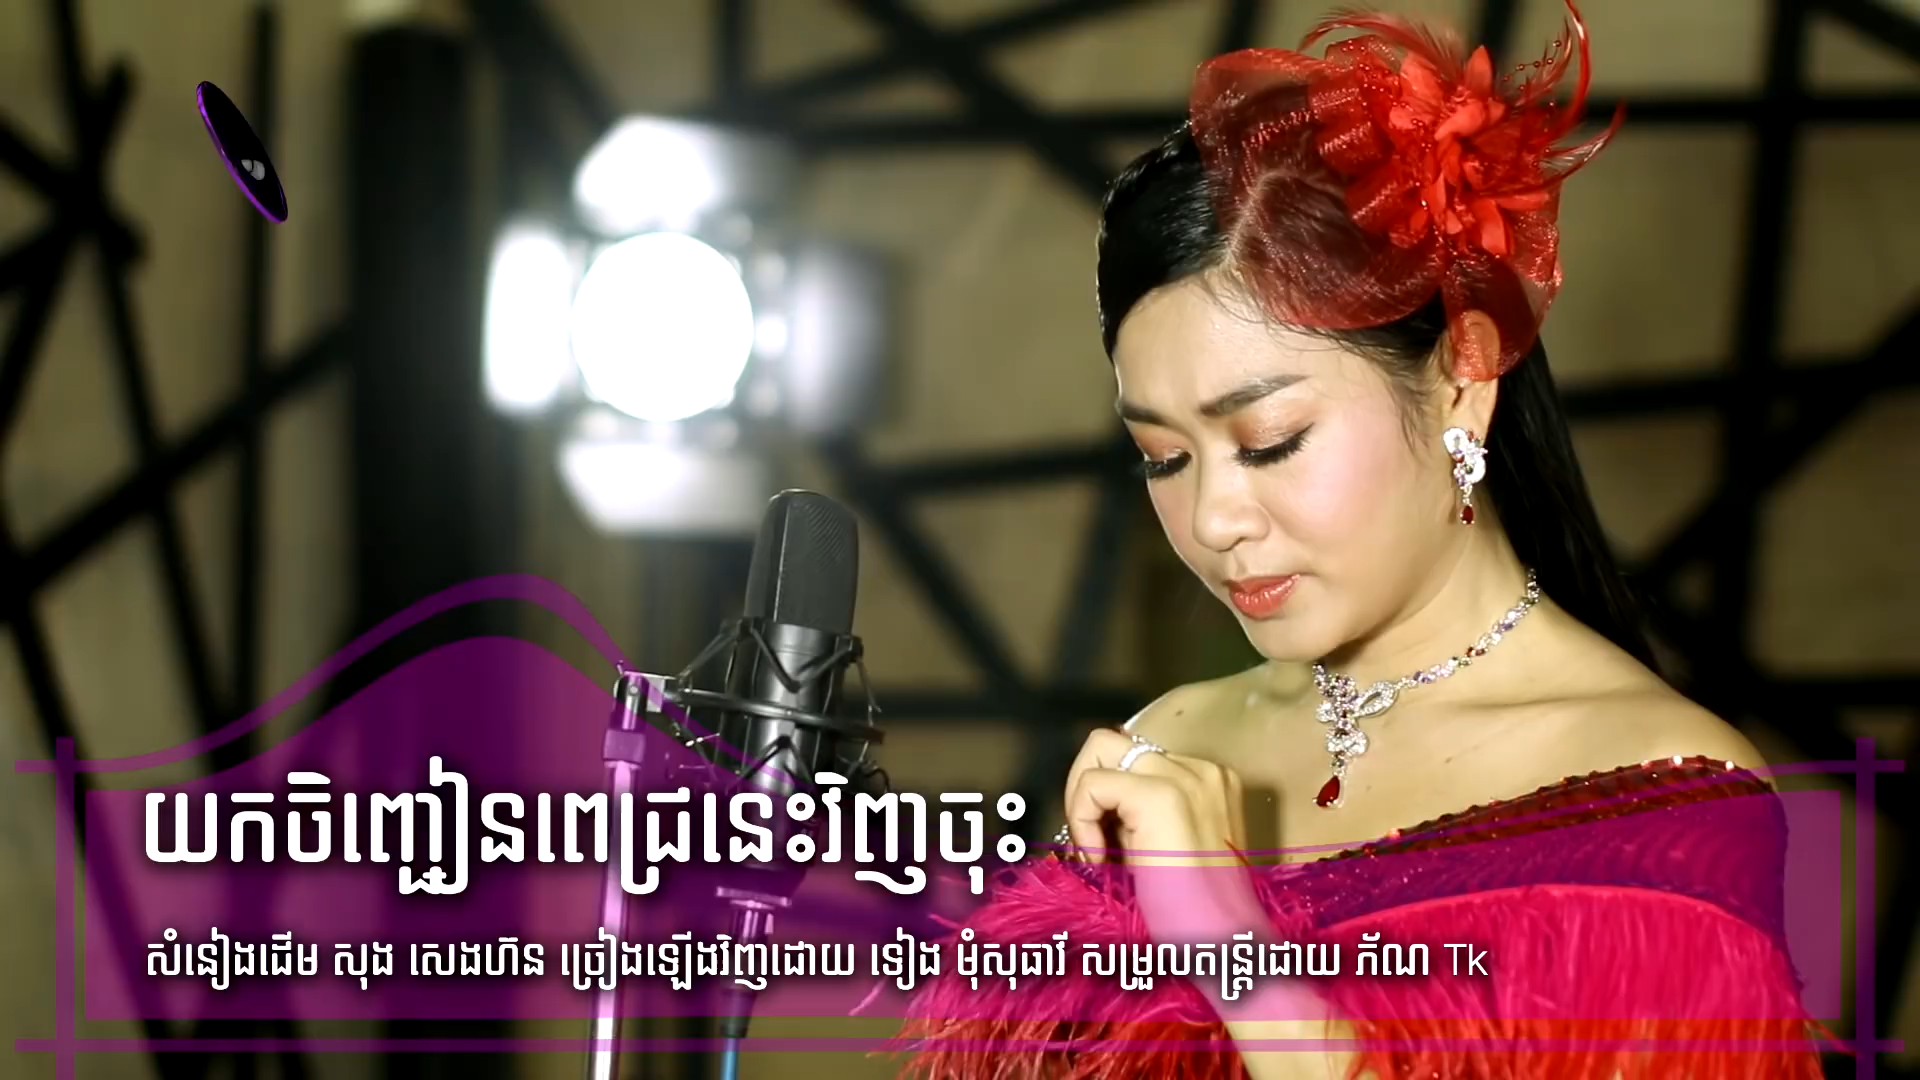 យកចិញ្ជៀនពេជ្រនេះវិញចុះ
សំនៀងដើម សុង សេងហ៊ន ច្រៀងឡើងវិញដោយ ទៀង មុំសុធាវី សម្រួលតន្ត្រីដោយ ភ័ណ Tk